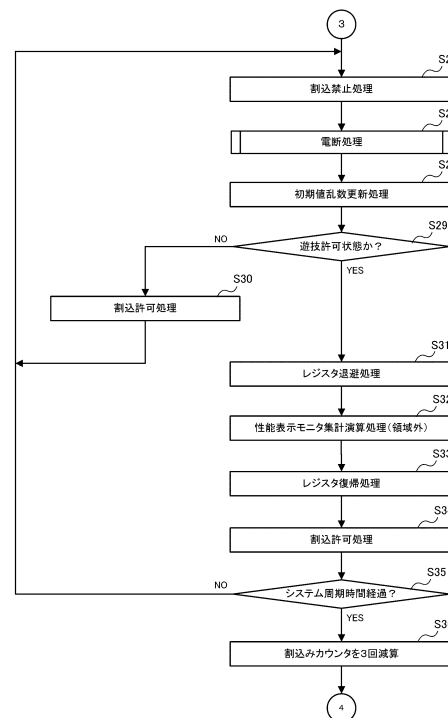 3
割込禁止処理
電断処理
初期値乱数更新処理
S29
遊技許可状態か？
NO
YES
S30
割込許可処理
S31
レジスタ退避処理
S32
性能表示モニタ集計演算処理（領域外）
S33
レジスタ復帰処理
割込許可処理
S35
システム周期時間経過？
NO
YES
割込みカウンタを３回減算
4